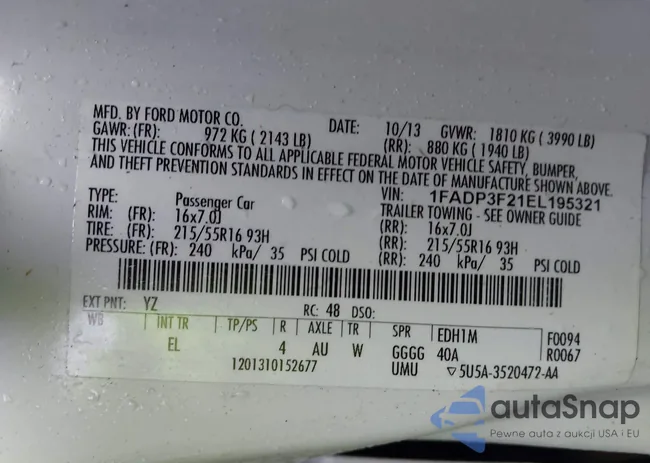 MFD. BY FORD MOTOR CO.
DATE: 10/13 GVWR: 1810 KG ( 3990 LB)
GAWR: (FR): 972 KG ( 2143 LB) (RR): 880 KG ( 1940 LB)
THIS VEHICLE CONFORMS TO ALL APPLICABLE FEDERAL MOTOR VEHICLE SAFETY, BUMPER,
AND THEFT PREVENTION STANDARDS IN EFFECT ON THE DATE OF MANUFACTURE SHOWN ABOVE.
VIN: 1FADP3F21EL195321
TYPE: Passenger Car TRAILER TOWING - SEE OWNER GUIDE
RIM: (FR): 16x7.0J (RR): 16x7.0J
TIRE: (FR): 215/55R16 93H (RR): 215/55R16 93H
PRESSURE: (FR): 240 kPa/ 35 PSI COLD (RR): 240 kPa/ 35 PSI COLD
EXT PNT: YZ RC: 48 DSO:
WB INT TR TP/PS R AXLE TR SPR EDH1M F0094
EL 4 AU W GGGG 40A R0067
1201310152677 UMU ▽5U5A-3520472-AA
autaSnap
Pewne auta z aukcji USA i EU